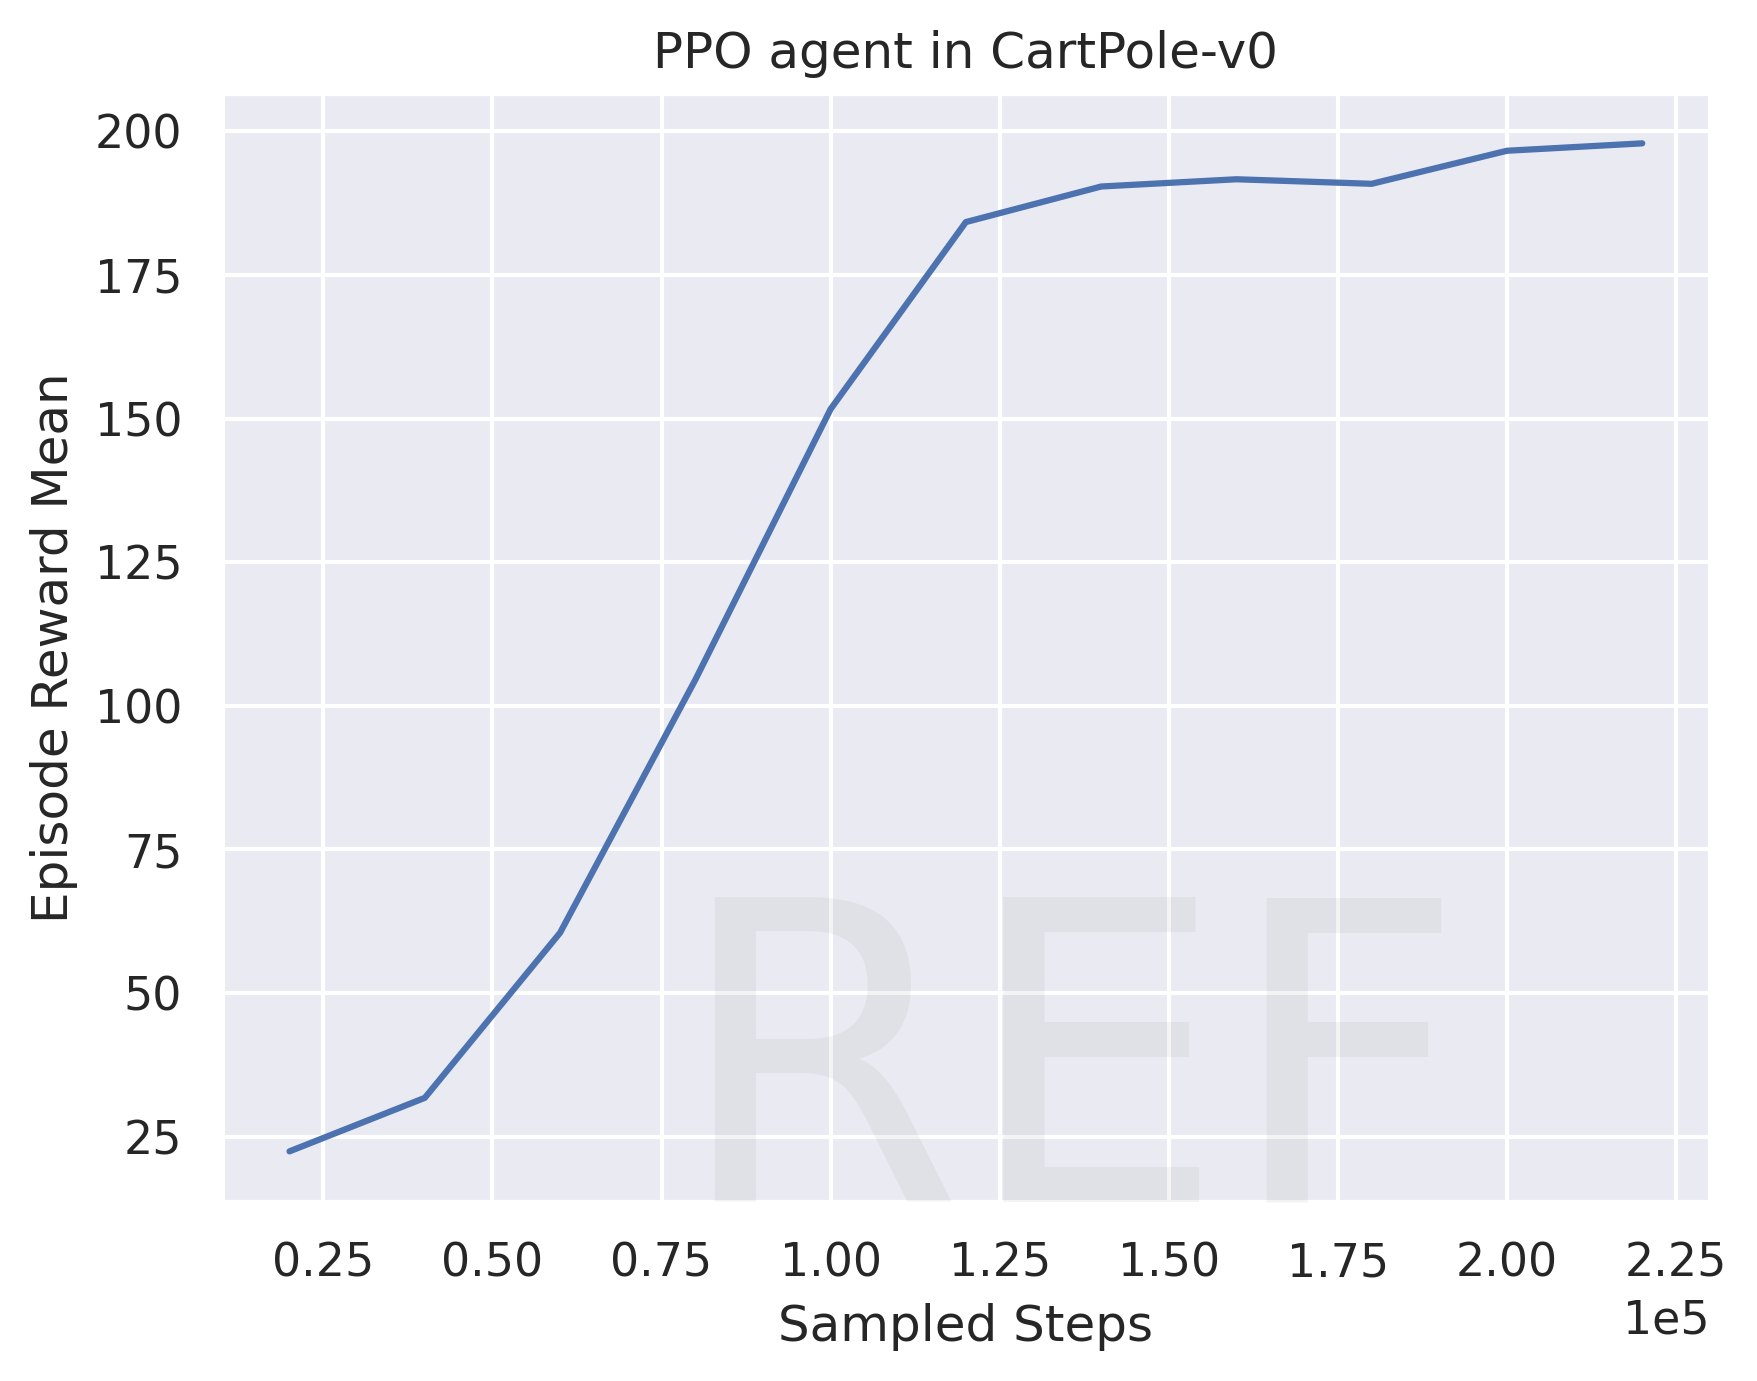 PPO agent in CartPole-v0
200
175
150
125
100
75
50
25
Episode Reward Mean
REF
0.25 0.50 0.75 1.00 1.25 1.50 1.75 2.00 2.25
1e5
Sampled Steps